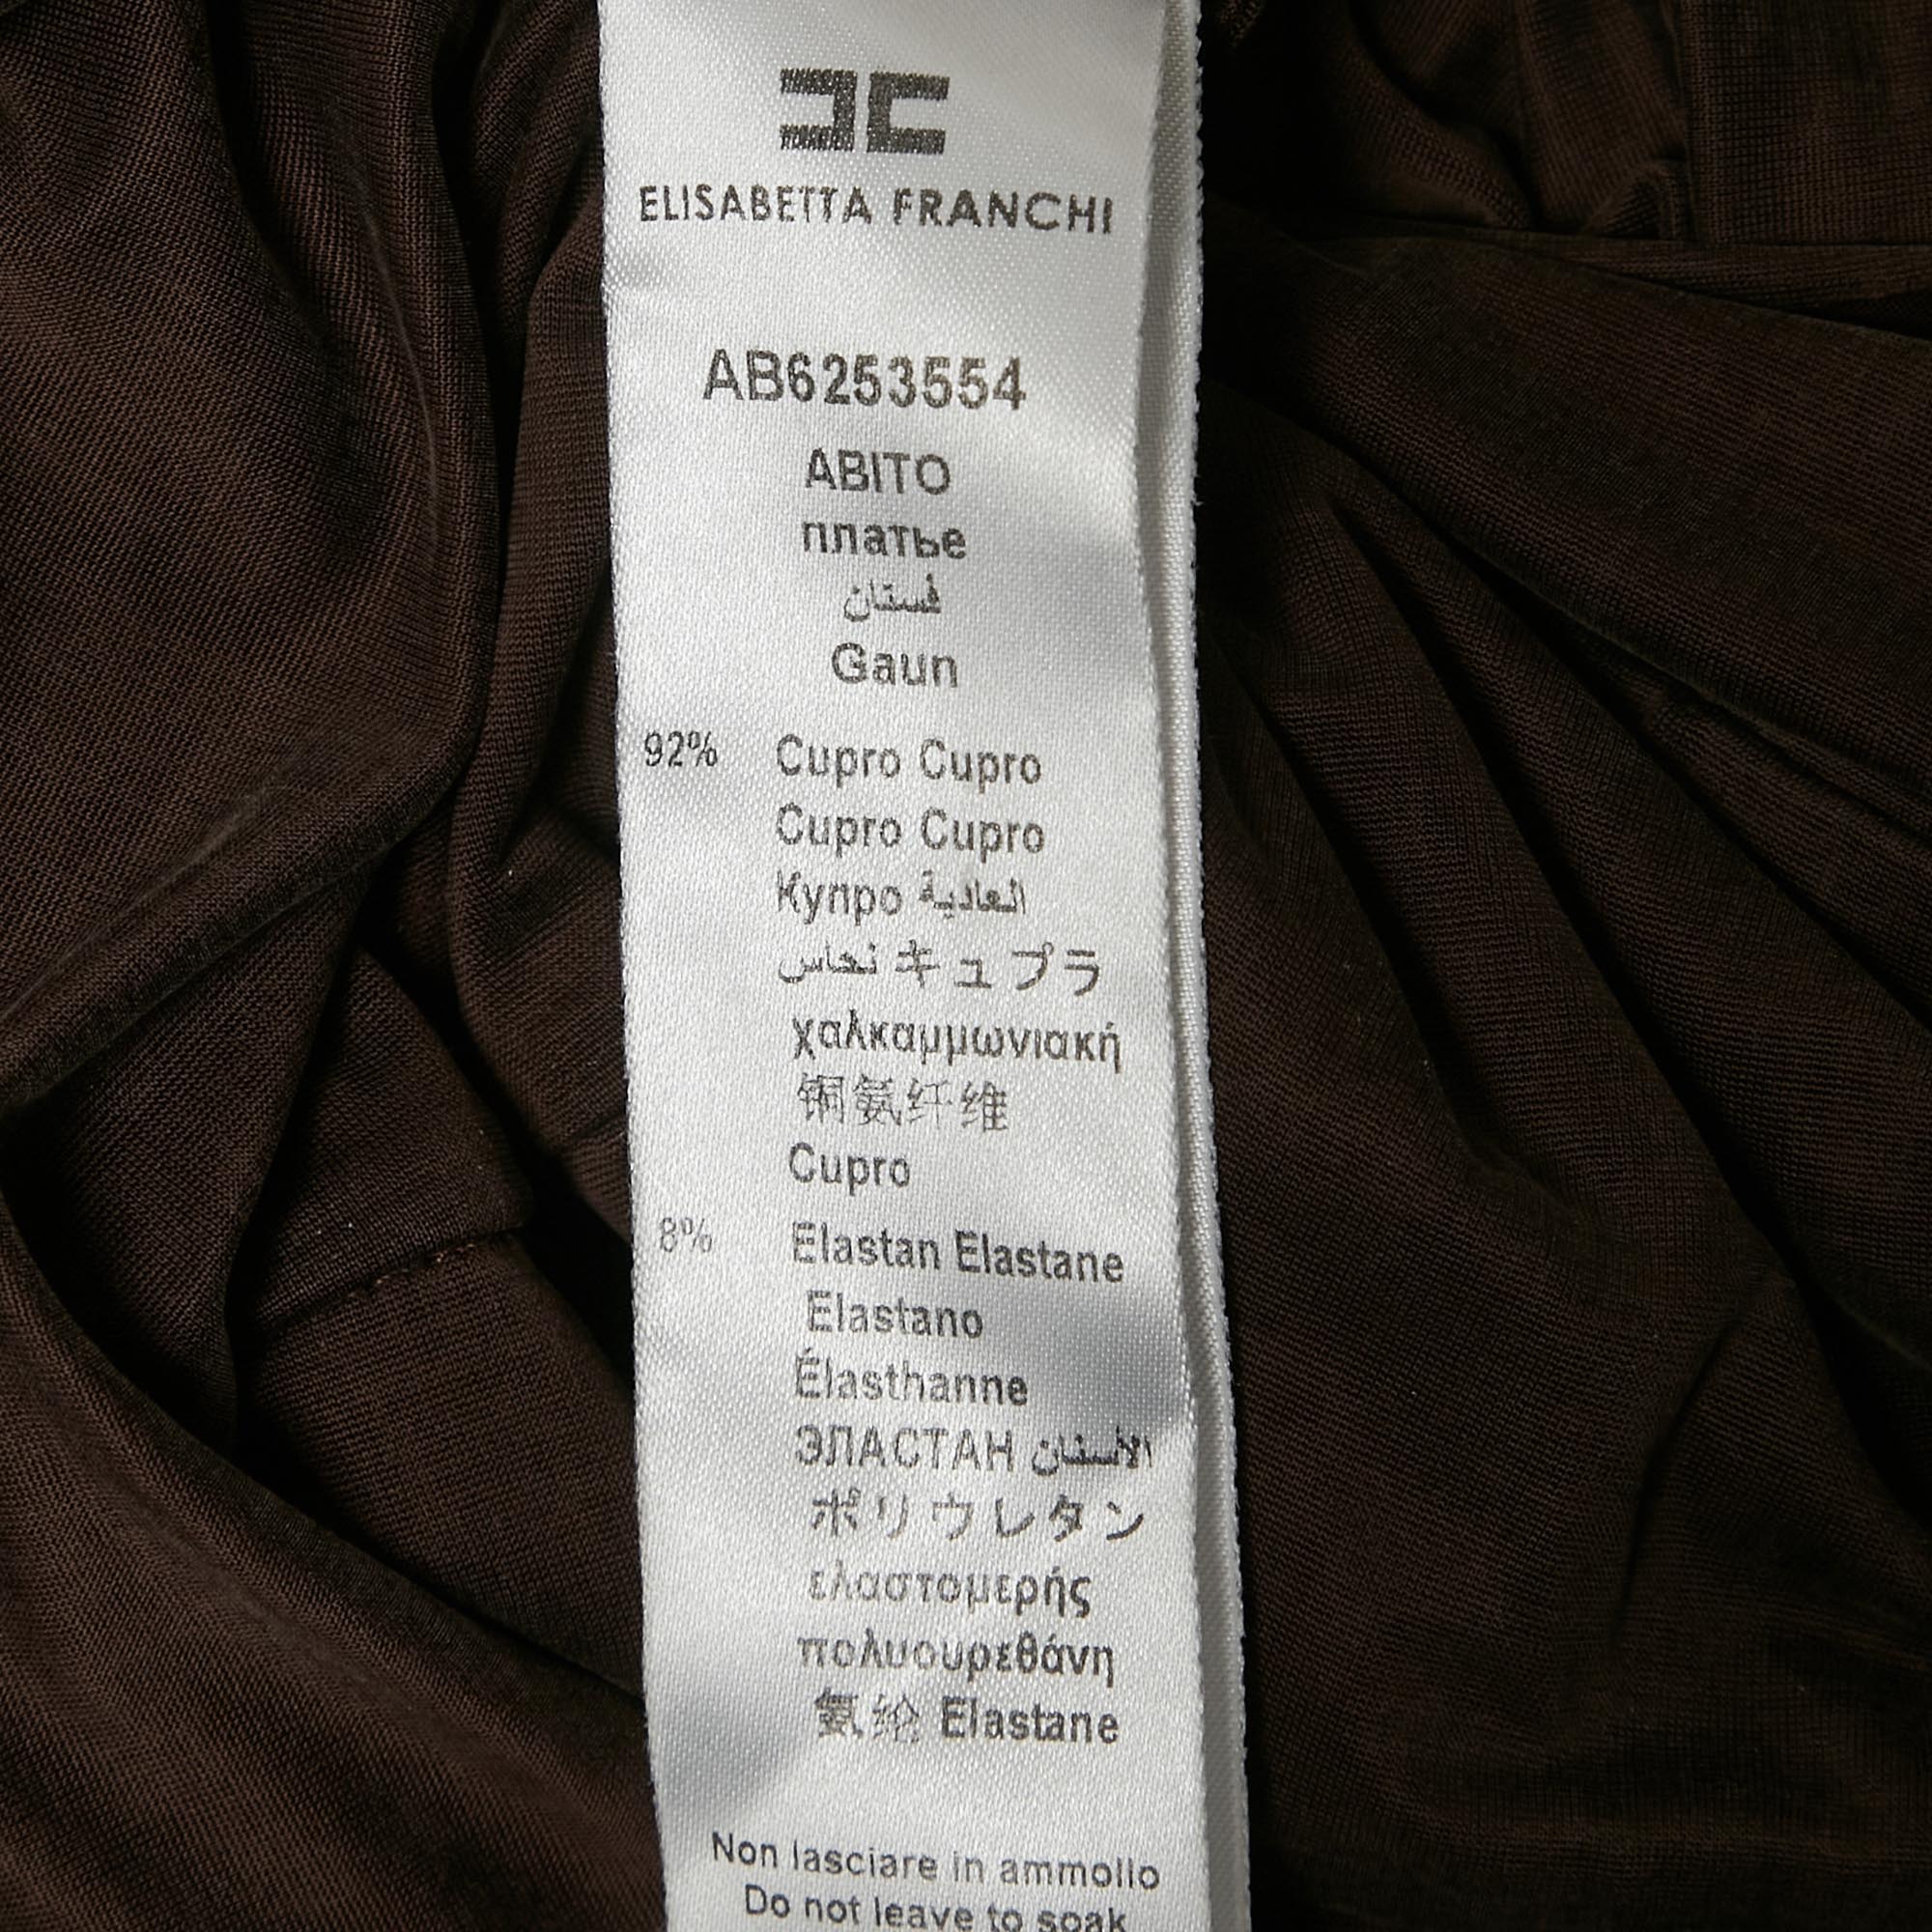 ELISABETTA FRANCHI
AB6253554
ABITO
платье
فستان
Gaun
92% Cupro Cupro
Cupro Cupro
Купро العادية
نحاس キュプラ
χαλκαμμωνιακή
铜氨纤维
Cupro
8% Elastan Elastane
Elastano
Élasthanne
ЭЛАСТАН الاستان
ポリウレタン
ελαστομερής
πολυουρεθάνη
氨纶 Elastane
Non lasciare in ammollo
Do not leave to soak